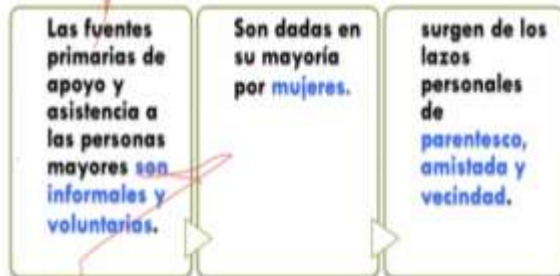 Las fuentes
primarias de
apoyo y
asistencia a
las personas
mayores son
informales y
voluntarias.
Son dadas en
su mayoría
por mujeres.
surgen de los
lazos
personales
de
parentesco,
amistada y
vecindad.